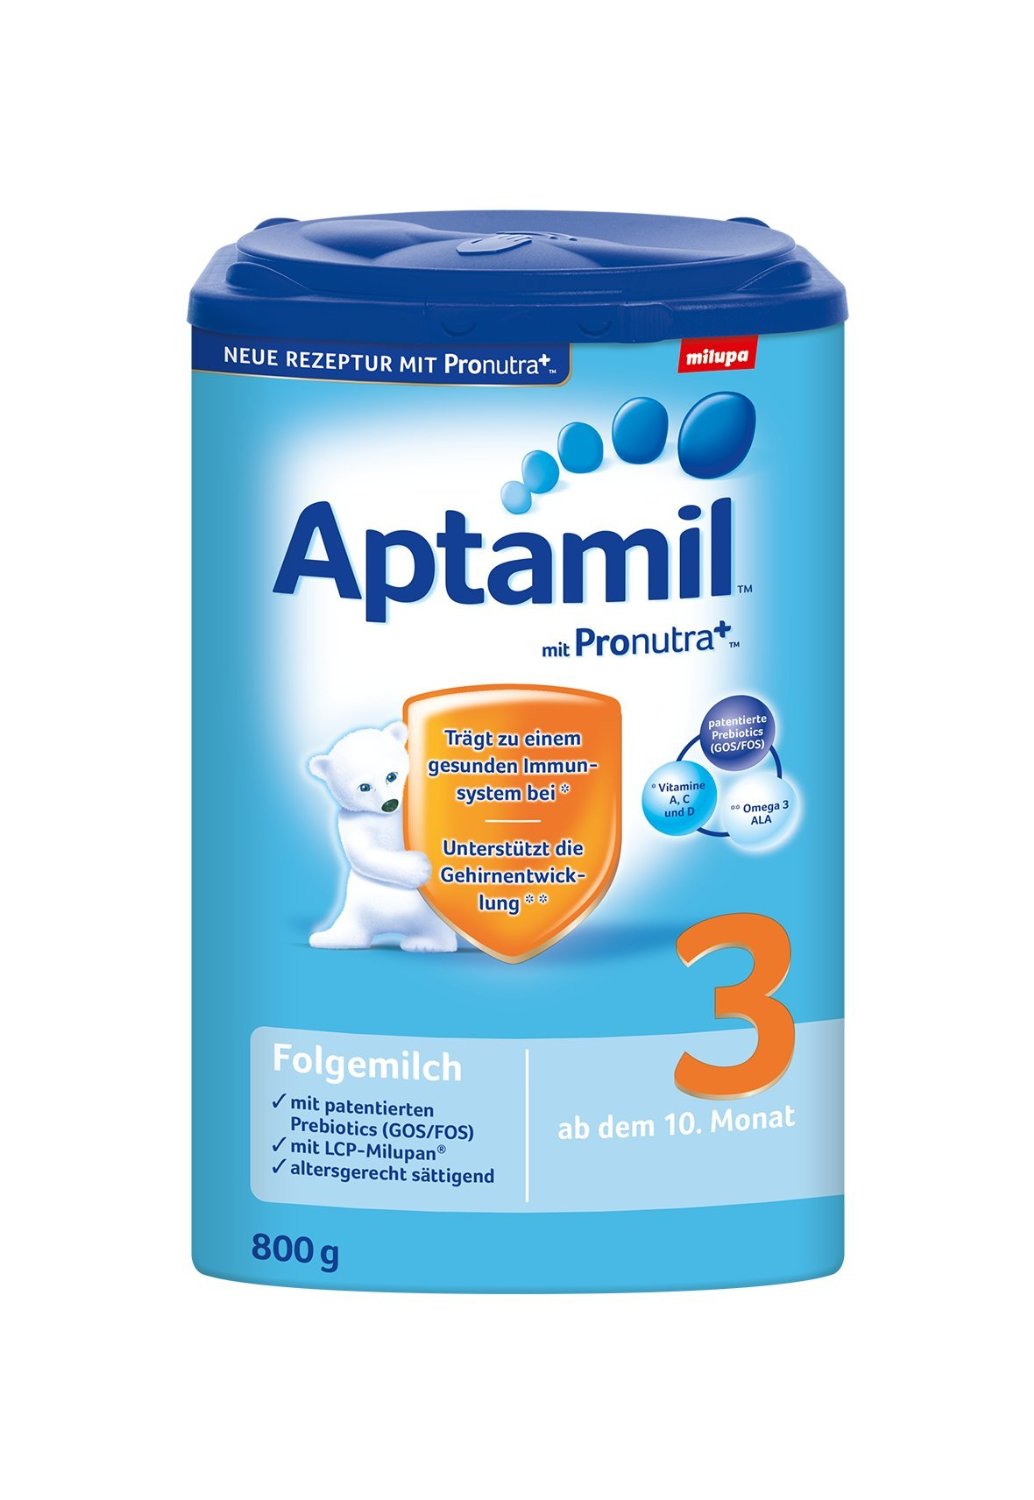 NEUE REZEPTUR MIT Pronutra+™
milupa
Aptamil™
mit Pronutra+™
Trägt zu einem
gesunden Immun-
system bei *
Unterstützt die
Gehirnentwick-
lung **
patentierte
Prebiotics
(GOS/FOS)
* Vitamine
A, C
und D
** Omega 3
ALA
3
Folgemilch
✓ mit patentierten
Prebiotics (GOS/FOS)
✓ mit LCP-Milupan®
✓ altersgerecht sättigend
ab dem 10. Monat
800 g